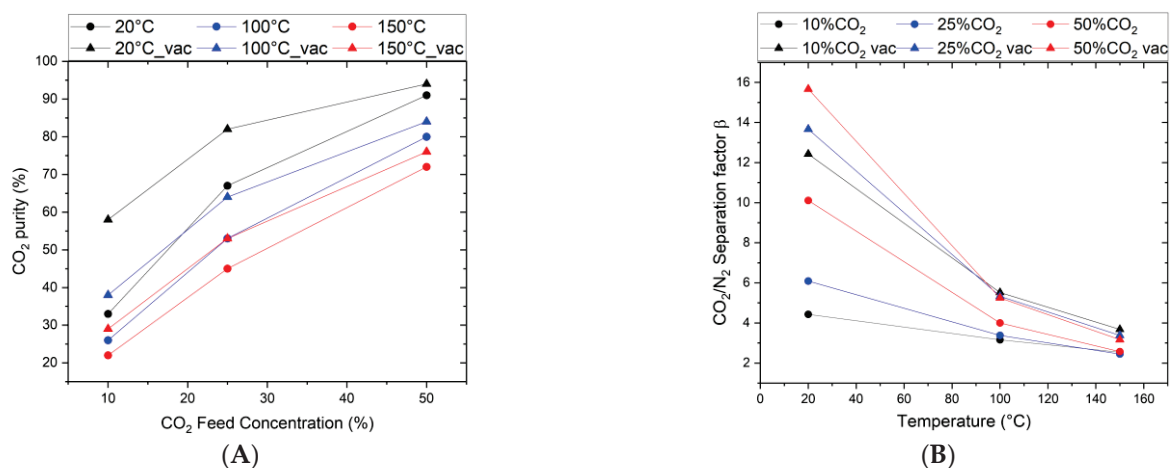 20°C 100°C 150°C
20°C_vac 100°C_vac 150°C_vac
100
90
80
70
60
50
40
30
20
CO₂ purity (%)
10 20 30 40 50
CO₂ Feed Concentration (%)
(A)
10%CO₂ 25%CO₂ 50%CO₂
10%CO₂ vac 25%CO₂ vac 50%CO₂ vac
16
14
12
10
8
6
4
2
CO₂/N₂ Separation factor β
0 20 40 60 80 100 120 140 160
Temperature (°C)
(B)